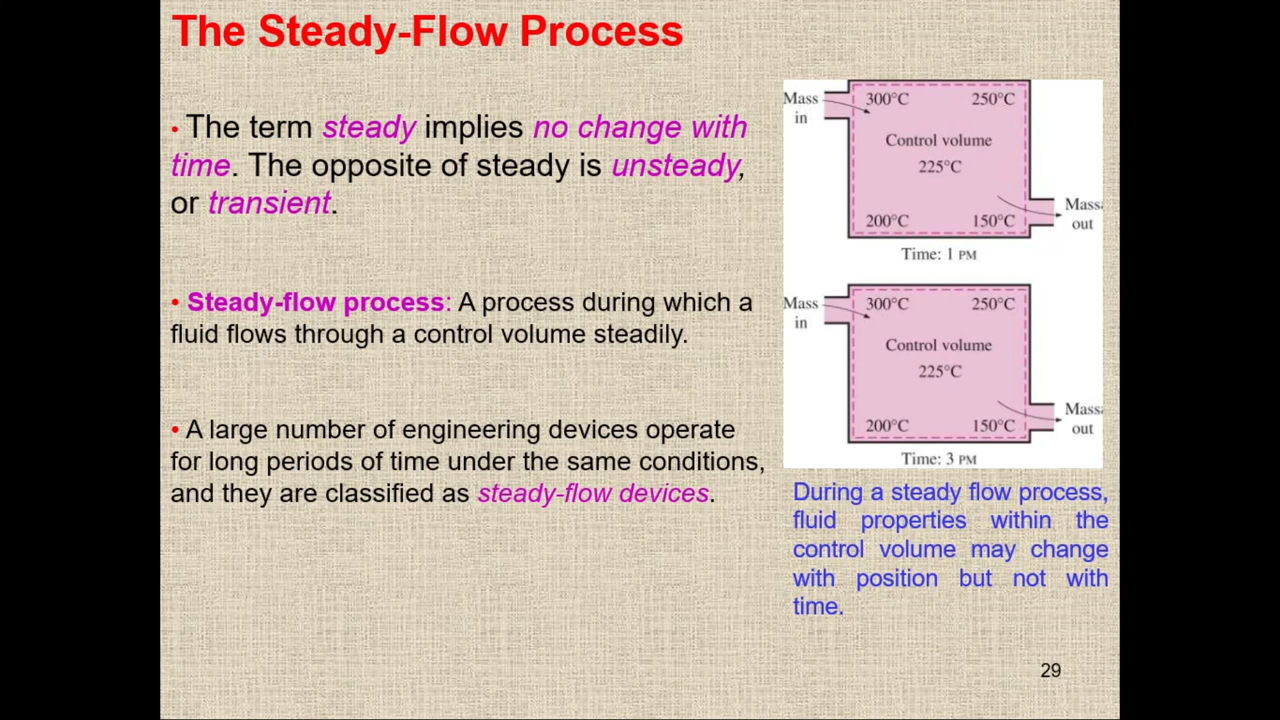 The Steady-Flow Process
• The term steady implies no change with
time. The opposite of steady is unsteady,
or transient.
• Steady-flow process: A process during which a
fluid flows through a control volume steadily.
• A large number of engineering devices operate
for long periods of time under the same conditions,
and they are classified as steady-flow devices.
Mass
in
300°C 250°C
Control volume
225°C
200°C 150°C
Mass
out
Time: 1 PM
Mass
in
300°C 250°C
Control volume
225°C
200°C 150°C
Mass
out
Time: 3 PM
During a steady flow process,
fluid properties within the
control volume may change
with position but not with
time.
29